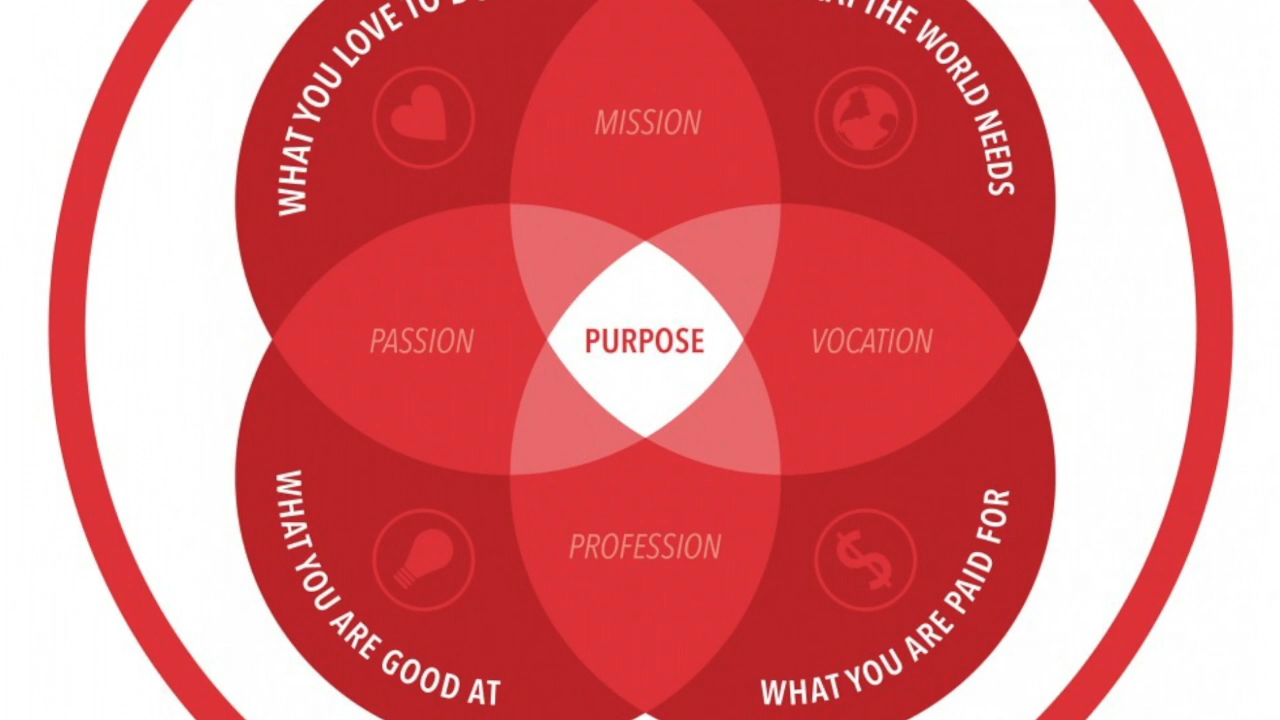 WHAT YOU LOVE TO
THE WORLD NEEDS
MISSION
PASSION
PURPOSE
VOCATION
PROFESSION
WHAT YOU ARE GOOD AT
WHAT YOU ARE PAID FOR